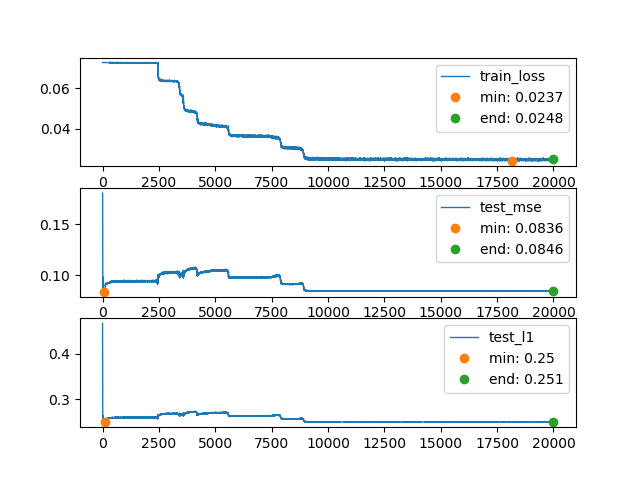 0.06
0.04
train_loss
min: 0.0237
end: 0.0248
0 2500 5000 7500 10000 12500 15000 17500 20000
0.15
0.10
test_mse
min: 0.0836
end: 0.0846
0 2500 5000 7500 10000 12500 15000 17500 20000
0.4
0.3
test_l1
min: 0.25
end: 0.251
0 2500 5000 7500 10000 12500 15000 17500 20000